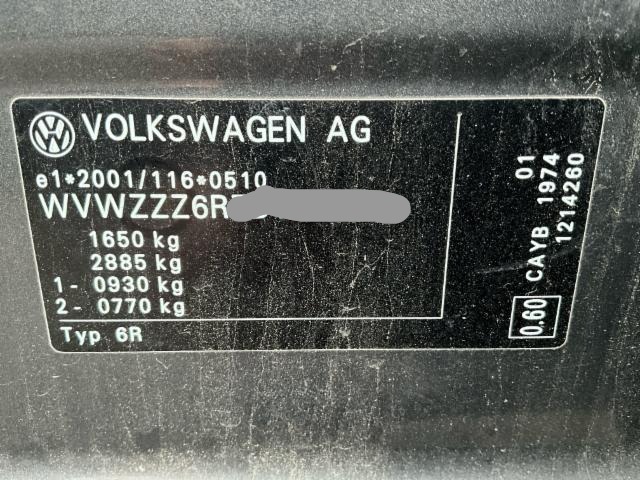 VOLKSWAGEN AG
e1*2001/116*0510
WVWZZZ6R
1650 kg
2885 kg
1- 0930 kg
2- 0770 kg
Typ 6R
01
CAYB 1974
1214260
0.60